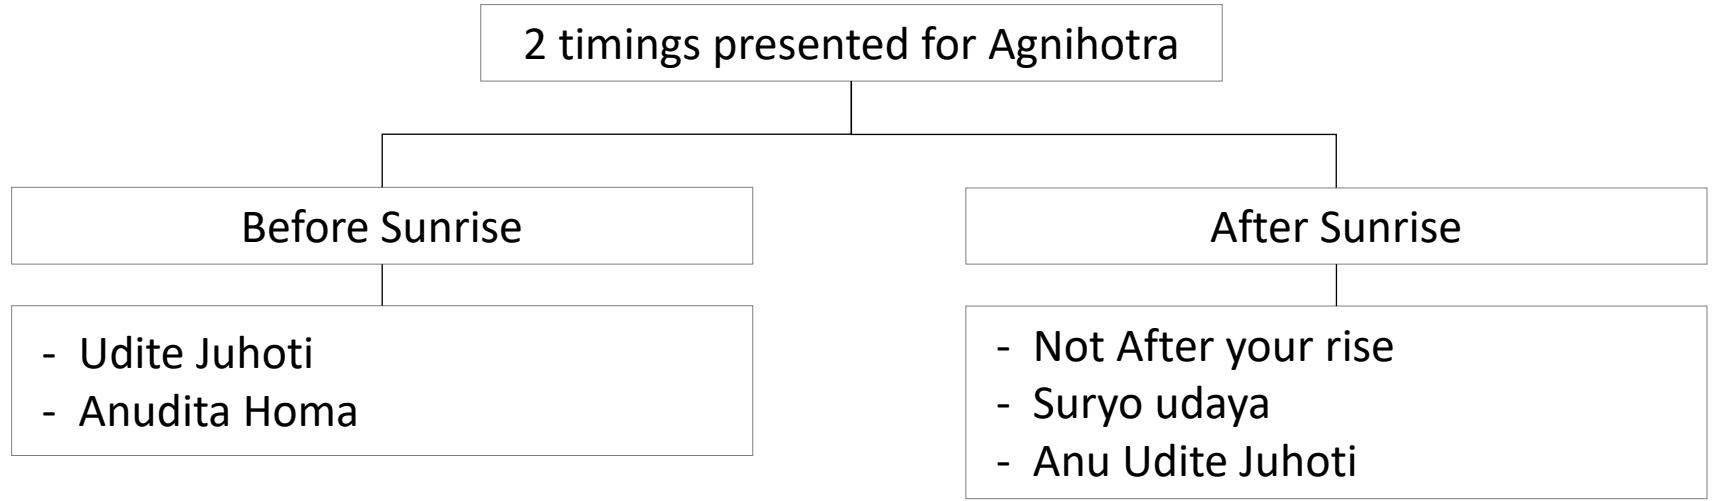 2 timings presented for Agnihotra
Before Sunrise
- Udite Juhoti
- Anudita Homa
After Sunrise
- Not After your rise
- Suryo udaya
- Anu Udite Juhoti